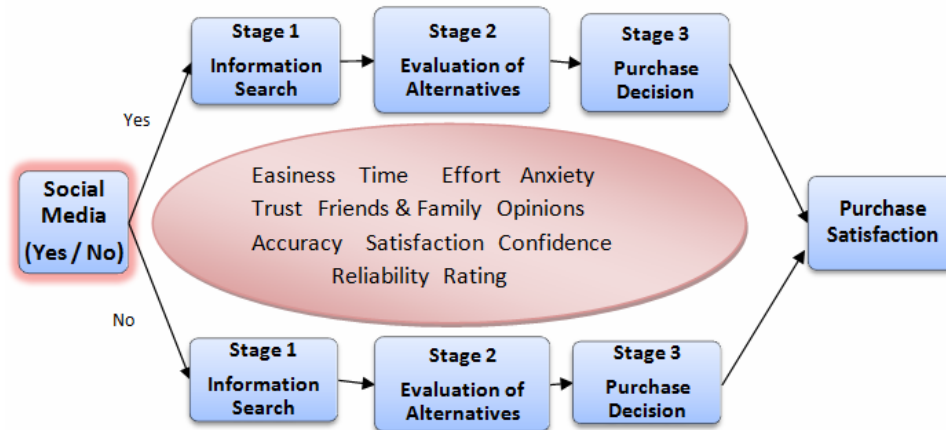 Stage 1
Information
Search
Stage 2
Evaluation of
Alternatives
Stage 3
Purchase
Decision
Yes
Social
Media
(Yes / No)
Easiness Time Effort Anxiety
Trust Friends & Family Opinions
Accuracy Satisfaction Confidence
Reliability Rating
Purchase
Satisfaction
No
Stage 1
Information
Search
Stage 2
Evaluation of
Alternatives
Stage 3
Purchase
Decision